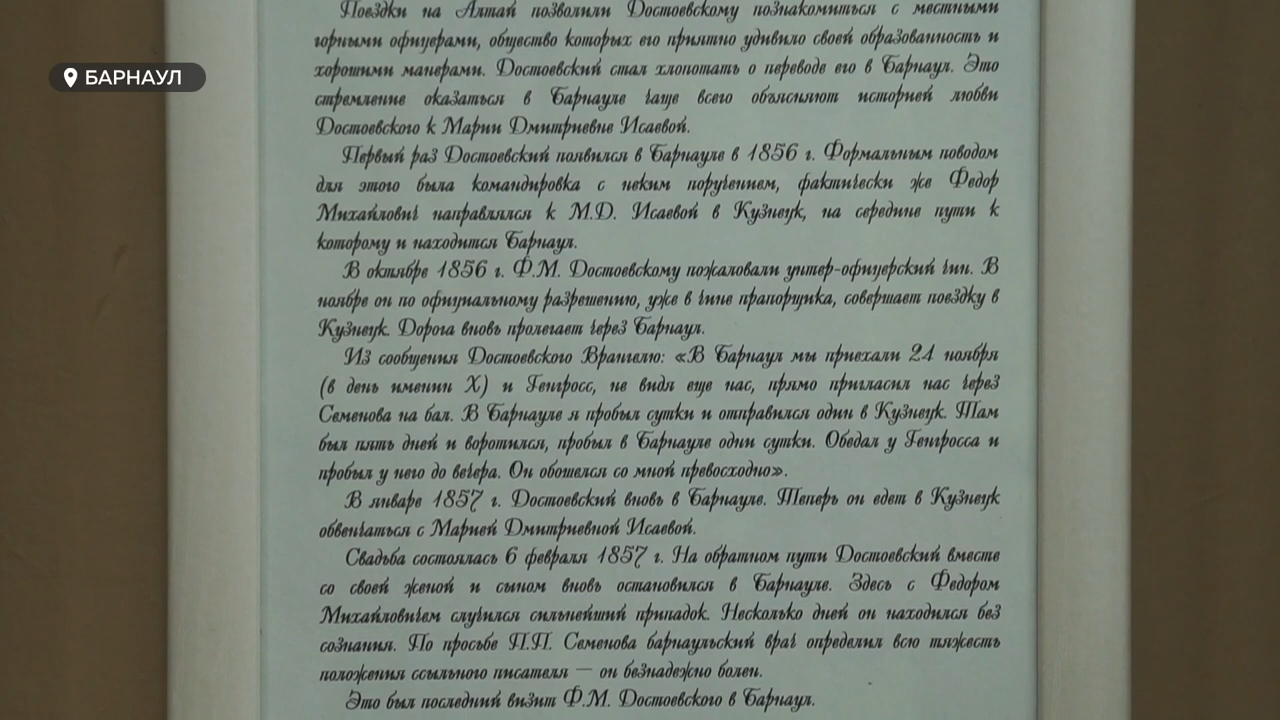 БАРНАУЛ
Поездки на Алтай позволили Достоевскому познакомиться с местными
горными офицерами, общество которых его приятно удивило своей образованность и
хорошими манерами. Достоевский стал хлопотать о переводе его в Барнаул. Это
стремление оказаться в Барнауле чаще всего объясняют историей любви
Достоевского к Марии Дмитриевне Исаевой.
Первый раз Достоевский появился в Барнауле в 1856 г. Формальным поводом
для этого была командировка с неким поручением, фактически же Федор
Михайлович направлялся к М.Д. Исаевой в Кузнецк, на середине пути к
которому и находится Барнаул.
В октябре 1856 г. Ф.М. Достоевскому пожаловали унтер-офицерский чин. В
ноябре он по официальному разрешению, уже в чине прапорщика, совершает поездку в
Кузнецк. Дорога вновь пролегает через Барнаул.
Из сообщения Достоевского Врангелю: «В Барнаул мы приехали 24 ноября
(в день именин Х) и Генгросс, не видя еще нас, прямо пригласил нас через
Семенова на бал. В Барнауле я пробыл сутки и отправился один в Кузнецк. Там
был пять дней и воротился, пробыл в Барнауле одни сутки. Обедал у Генгросса и
пробыл у него до вечера. Он обошелся со мной превосходно».
В январе 1857 г. Достоевский вновь в Барнауле. Теперь он едет в Кузнецк
обвенчаться с Марией Дмитриевной Исаевой.
Свадьба состоялась 6 февраля 1857 г. На обратном пути Достоевский вместе
со своей женой и сыном вновь остановился в Барнауле. Здесь с Федором
Михайловичем случился сильнейший припадок. Несколько дней он находился без
сознания. По просьбе П.П. Семенова барнаульский врач определил всю тяжесть
положения ссыльного писателя — он безнадежно болен.
Это был последний визит Ф.М. Достоевского в Барнаул.